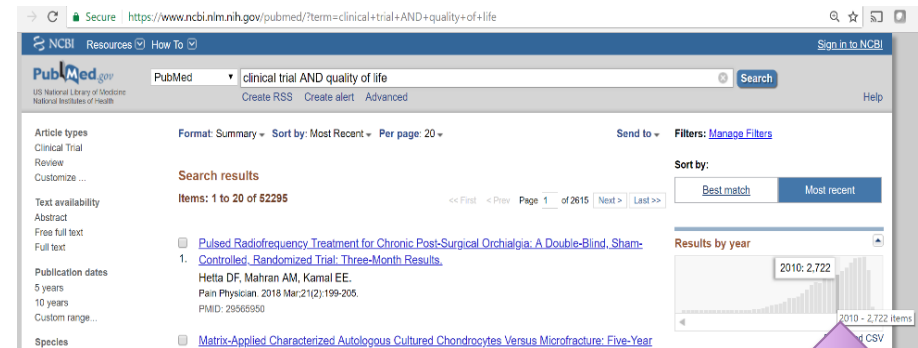 Secure https://www.ncbi.nlm.nih.gov/pubmed/?term=clinical+trial+AND+quality+of+life
NCBI Resources How To Sign in to NCBI
PubMed.gov
US National Library of Medicine
National Institutes of Health
PubMed clinical trial AND quality of life Search
Create RSS Create alert Advanced Help
Article types
Clinical Trial
Review
Customize ...
Text availability
Abstract
Free full text
Full text
Publication dates
5 years
10 years
Custom range...
Species
Format: Summary Sort by: Most Recent Per page: 20 Send to
Search results
Items: 1 to 20 of 52295 << First < Prev Page 1 of 2615 Next > Last >>
Pulsed Radiofrequency Treatment for Chronic Post-Surgical Orchialgia: A Double-Blind, Sham-
1. Controlled, Randomized Trial: Three-Month Results.
Hetta DF, Mahran AM, Kamal EE.
Pain Physician. 2018 Mar;21(2):199-205.
PMID: 29565950
Matrix-Applied Characterized Autologous Cultured Chondrocytes Versus Microfracture: Five-Year
Filters: Manage Filters
Sort by:
Best match Most recent
Results by year
2010: 2,722
2010 - 2,722 items
CSV